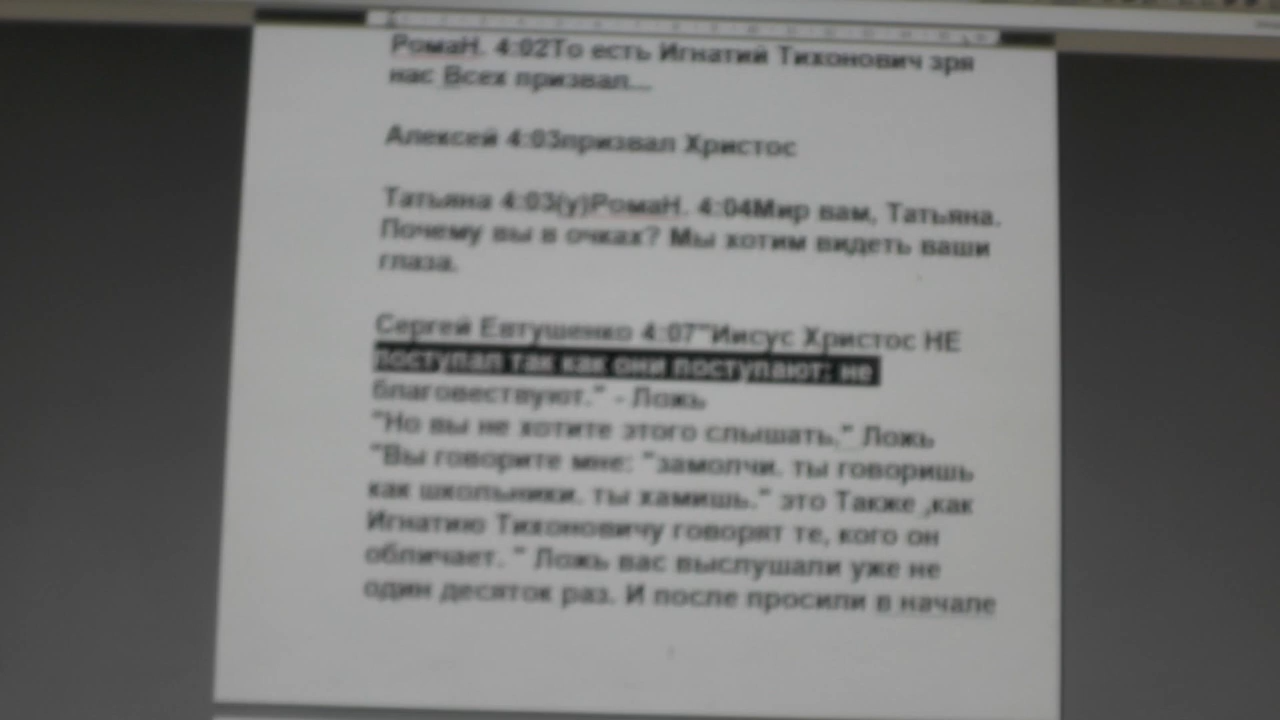 РомаН. 4:02То есть Игнатий Тихонович зря
нас Всех призвал...
Алексей 4:03призвал Христос
Татьяна 4:03(y)РомаН. 4:04Мир вам, Татьяна.
Почему вы в очках? Мы хотим видеть ваши
глаза.
Сергей Евтушенко 4:07"Иисус Христос НЕ
поступал так как они поступают: не
благовествуют." - Ложь
"Но вы не хотите этого слышать." Ложь
"Вы говорите мне: "замолчи. ты говоришь
как школьники. ты хамишь." это Также ,как
Игнатию Тихоновичу говорят те, кого он
обличает. " Ложь вас выслушали уже не
один десяток раз. И после просили в начале